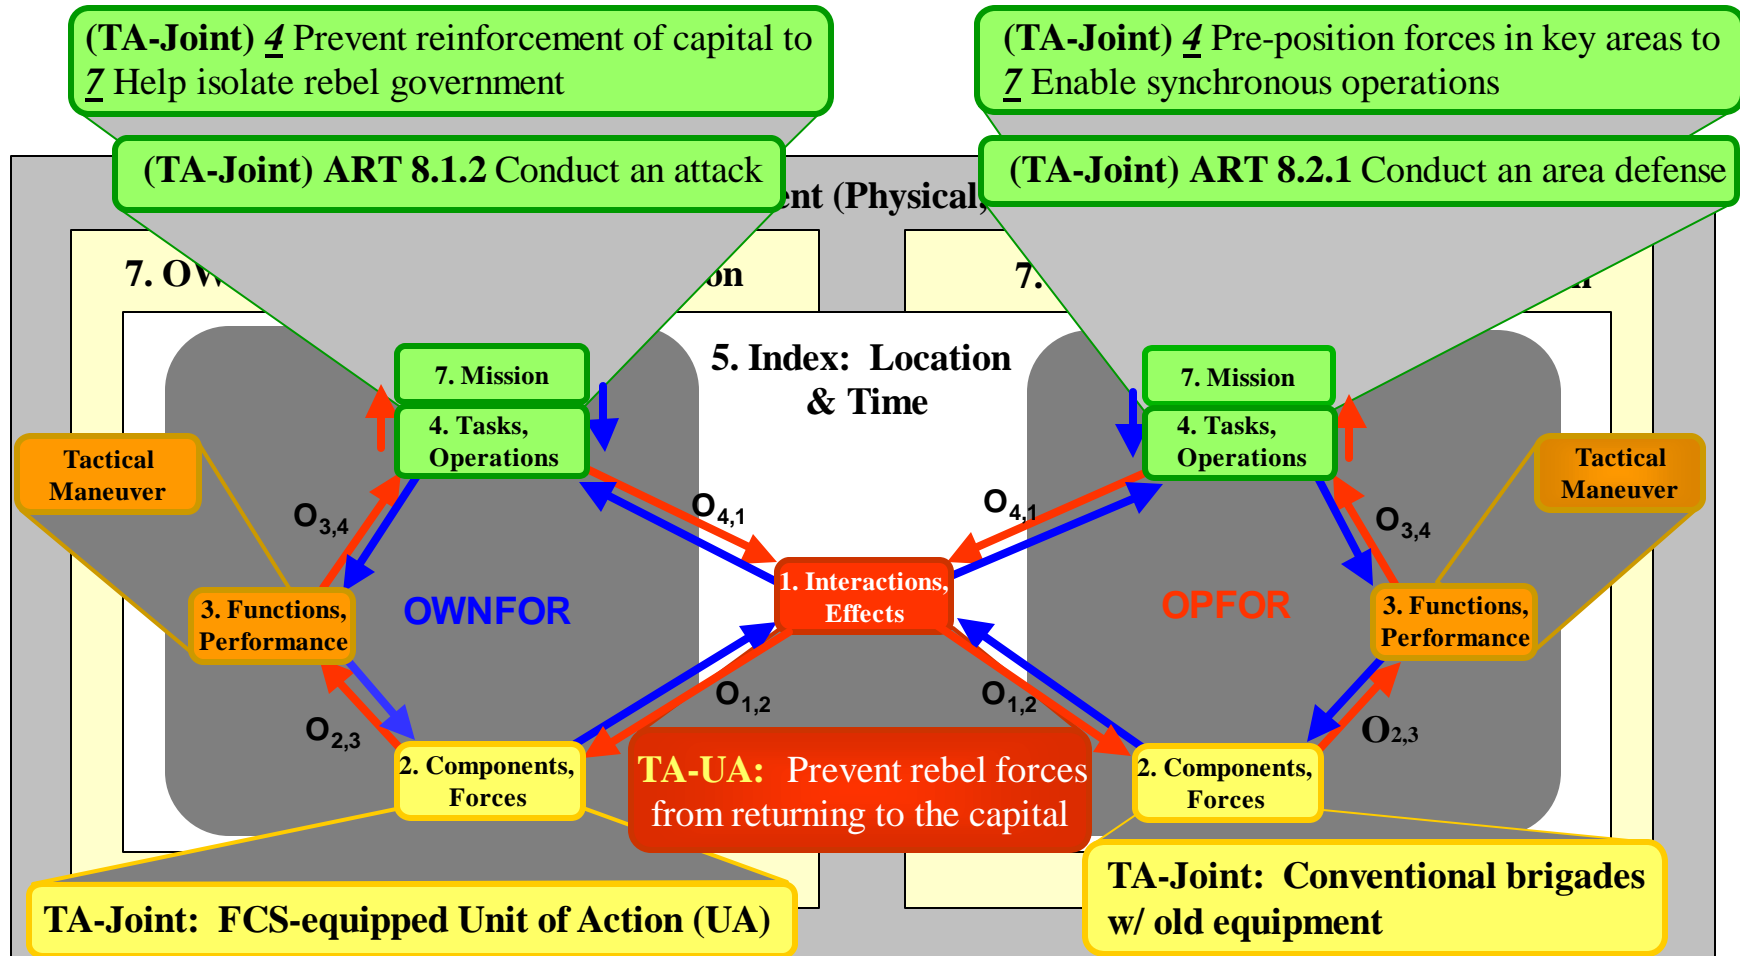 (TA-Joint) 4 Prevent reinforcement of capital to
7 Help isolate rebel government
(TA-Joint) 4 Pre-position forces in key areas to
7 Enable synchronous operations
(TA-Joint) ART 8.1.2 Conduct an attack
(TA-Joint) ART 8.2.1 Conduct an area defense
(Physical,
7.
7.
5. Index: Location
& Time
7. Mission
4. Tasks,
Operations
7. Mission
4. Tasks,
Operations
Tactical
Maneuver
Tactical
Maneuver
O3,4
O4,1
O4,1
O3,4
1. Interactions,
Effects
3. Functions,
Performance
OWNFOR
OPFOR
3. Functions,
Performance
O2,3
O1,2
O1,2
O2,3
2. Components,
Forces
TA-UA: Prevent rebel forces
from returning to the capital
2. Components,
Forces
TA-Joint: FCS-equipped Unit of Action (UA)
TA-Joint: Conventional brigades
w/ old equipment